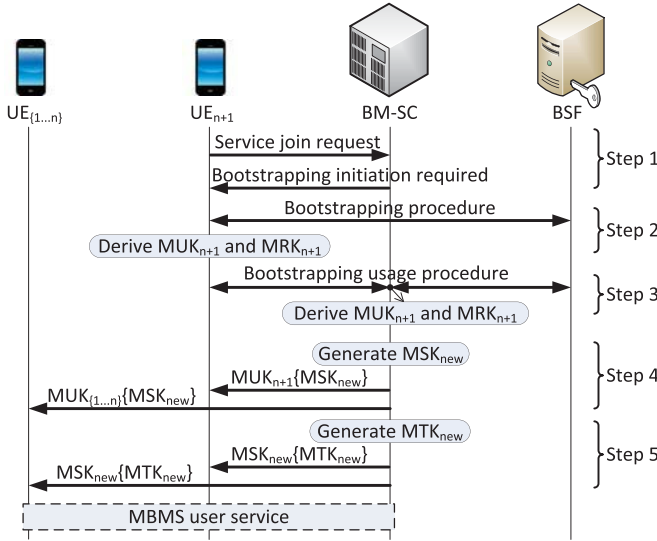 UE{1...n} UEn+1 BM-SC BSF
Service join request
Step 1
Bootstrapping initiation required
Bootstrapping procedure
Step 2
Derive MUKn+1 and MRKn+1
Bootstrapping usage procedure
Step 3
Derive MUKn+1 and MRKn+1
Generate MSKnew
Step 4
MUKn+1{MSKnew}
MUK{1...n}{MSKnew}
Generate MTKnew
Step 5
MSKnew{MTKnew}
MSKnew{MTKnew}
MBMS user service